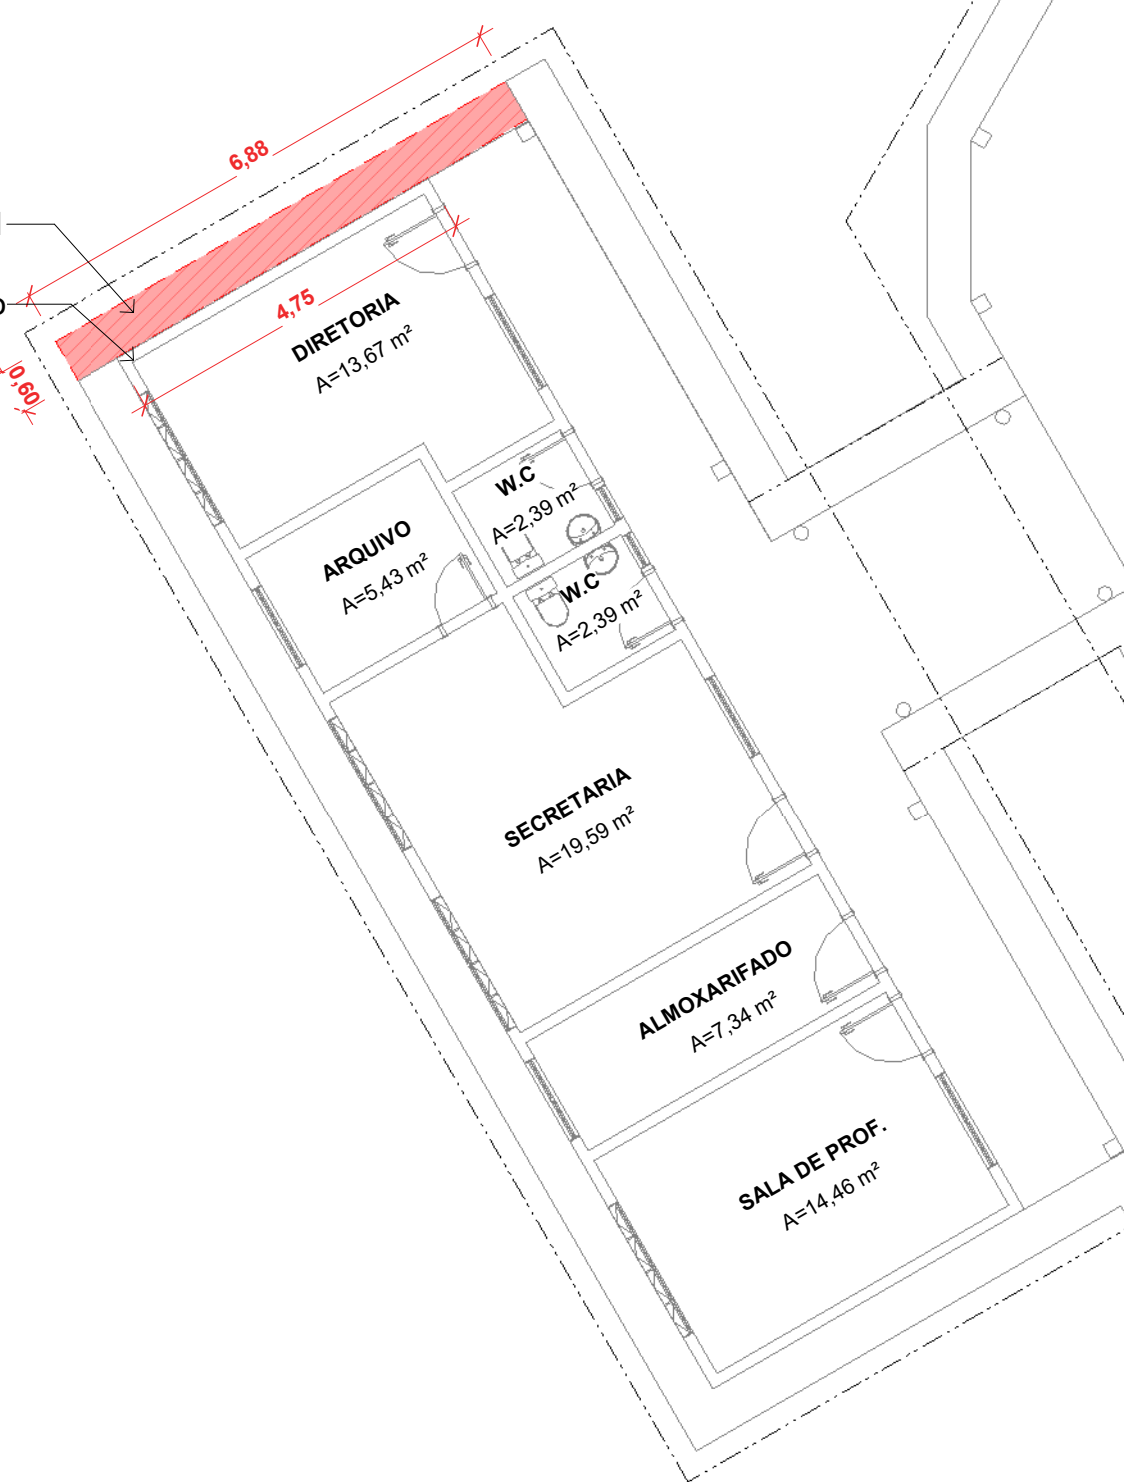 6,88
4,75
0,60
DIRETORIA
A=13,67 m²
W.C
A=2,39 m²
ARQUIVO
A=5,43 m²
W.C
A=2,39 m²
SECRETARIA
A=19,59 m²
ALMOXARIFADO
A=7,34 m²
SALA DE PROF.
A=14,46 m²